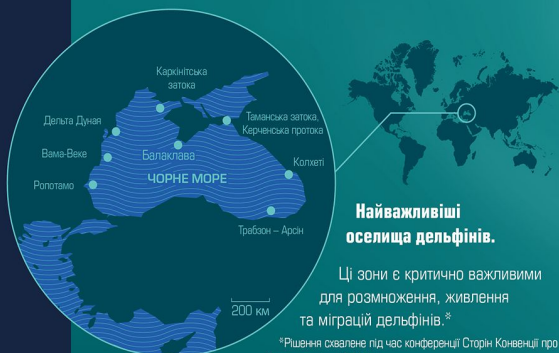 Каркінітська
затока
Дельта Дуная
Таманська затока,
Керченська протока
Вама-Веке
Балаклава
Колхеті
ЧОРНЕ МОРЕ
Ропотамо
Трабзон – Арсін
200 км
Найважливіші
оселища дельфінів.
Ці зони є критично важливими
для розмноження, живлення
та міграцій дельфінів.*
*Рішення схвалене під час конференції Сторін Конвенції про